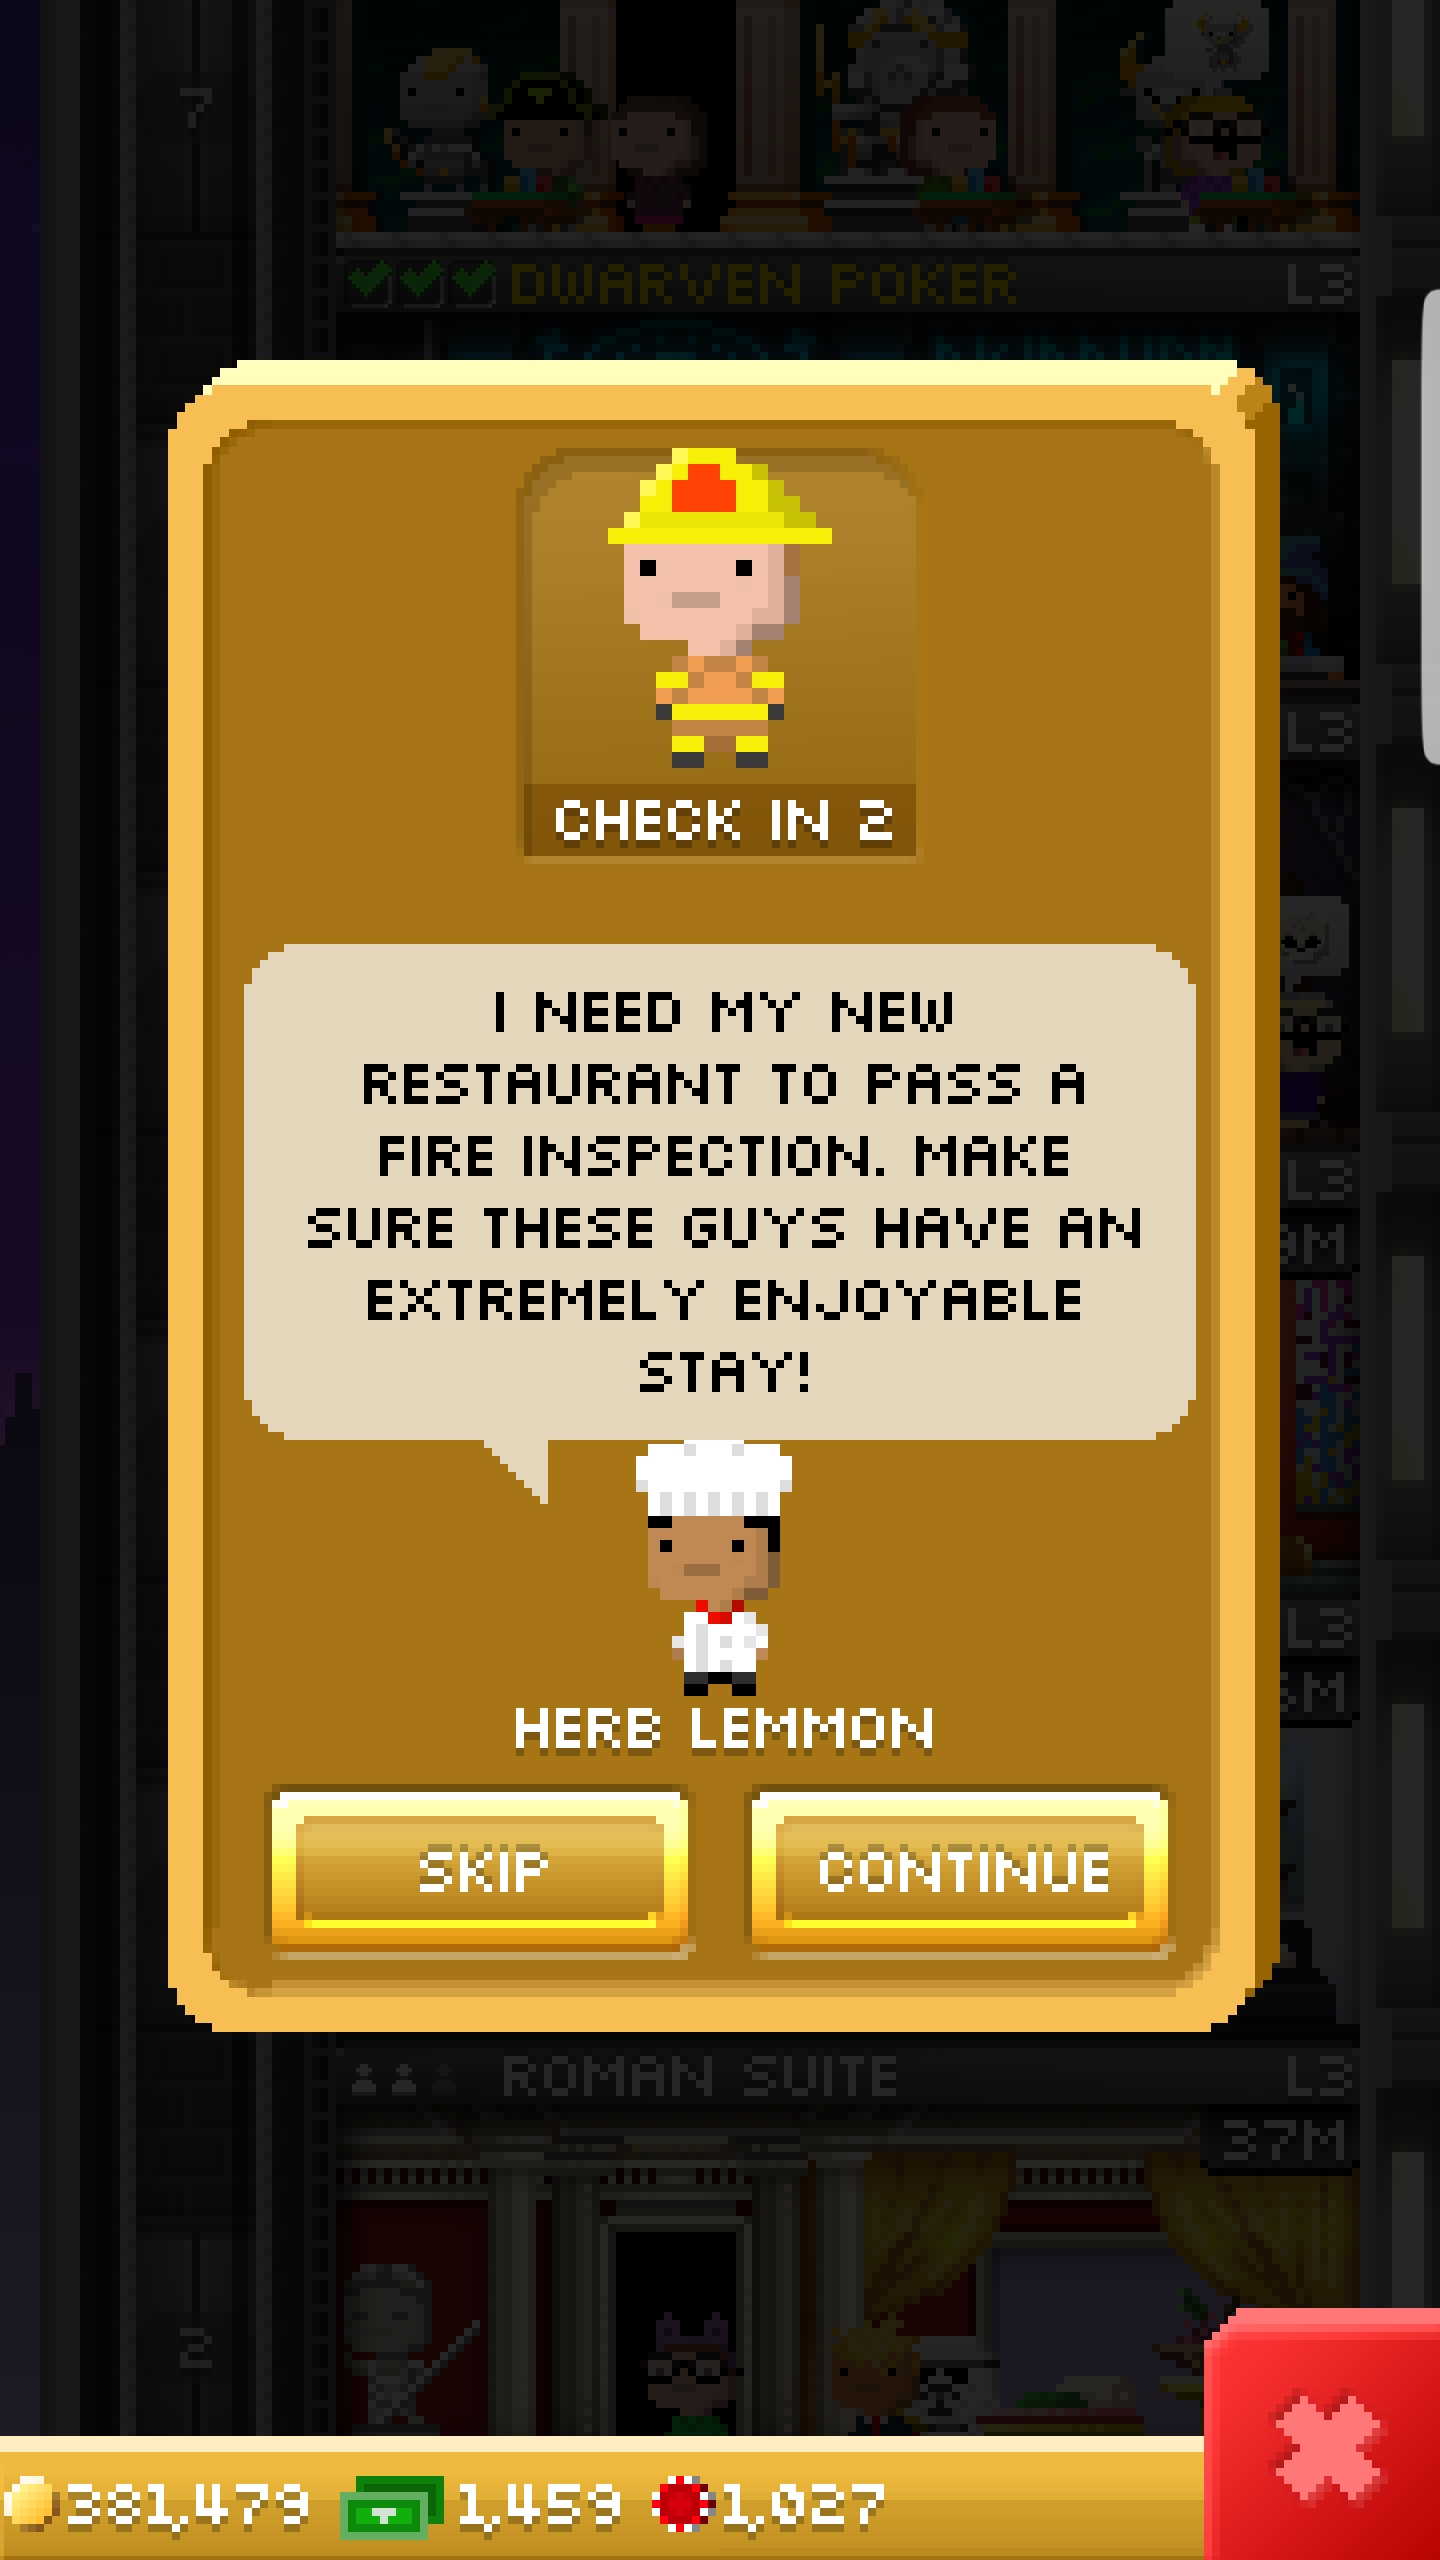 7
DWARVEN POKER L3
CHECK IN 2
L3
I NEED MY NEW
RESTAURANT TO PASS A
FIRE INSPECTION. MAKE
SURE THESE GUYS HAVE AN
EXTREMELY ENJOYABLE
STAY!
L3
L3
HERB LEMMON
SKIP CONTINUE
ROMAN SUITE L3
37M
2
381,479 1,459 1,027